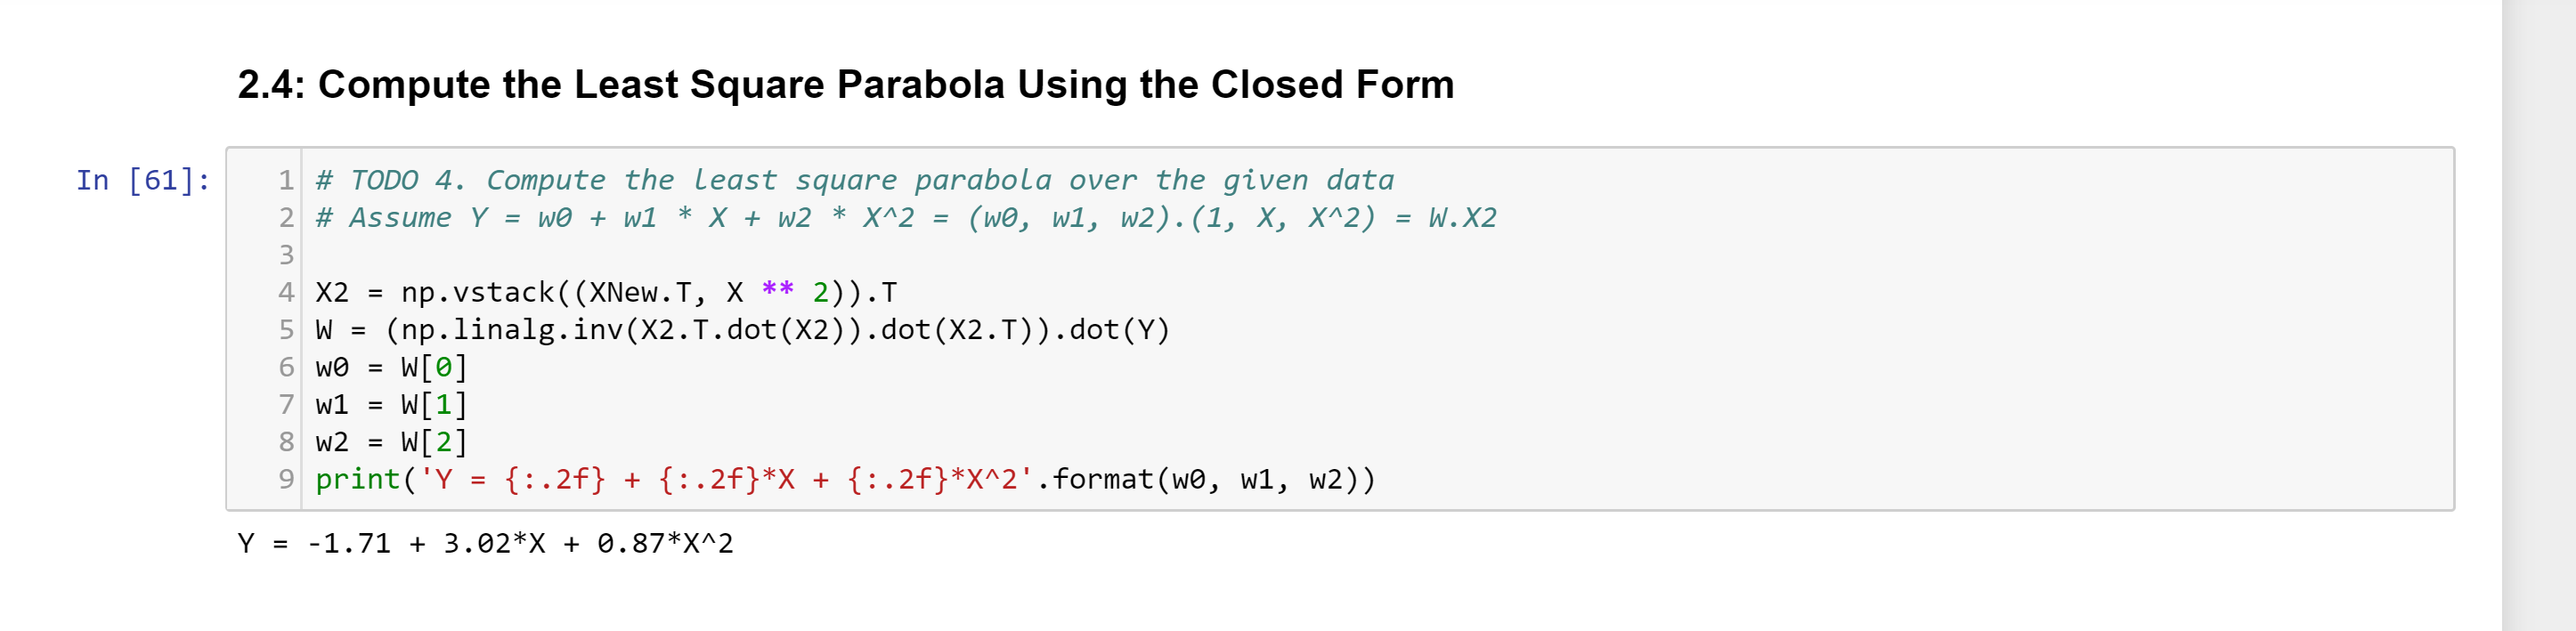 2.4: Compute the Least Square Parabola Using the Closed Form
In [61]:
1 # TODO 4. Compute the least square parabola over the given data
2 # Assume Y = w0 + w1 * X + w2 * X^2 = (w0, w1, w2).(1, X, X^2) = W.X2
3
4 X2 = np.vstack((XNew.T, X ** 2)).T
5 W = (np.linalg.inv(X2.T.dot(X2)).dot(X2.T)).dot(Y)
6 w0 = W[0]
7 w1 = W[1]
8 w2 = W[2]
9 print('Y = {:.2f} + {:.2f}*X + {:.2f}*X^2'.format(w0, w1, w2))
Y = -1.71 + 3.02*X + 0.87*X^2